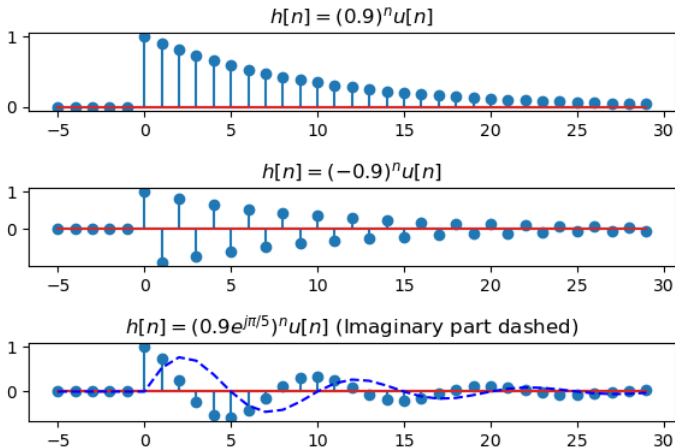 h[n] = (0.9)^n u[n]
1
0
−5 0 5 10 15 20 25 30
h[n] = (−0.9)^n u[n]
1
0
−5 0 5 10 15 20 25 30
h[n] = (0.9e^{jπ/5})^n u[n] (Imaginary part dashed)
1
0
−5 0 5 10 15 20 25 30